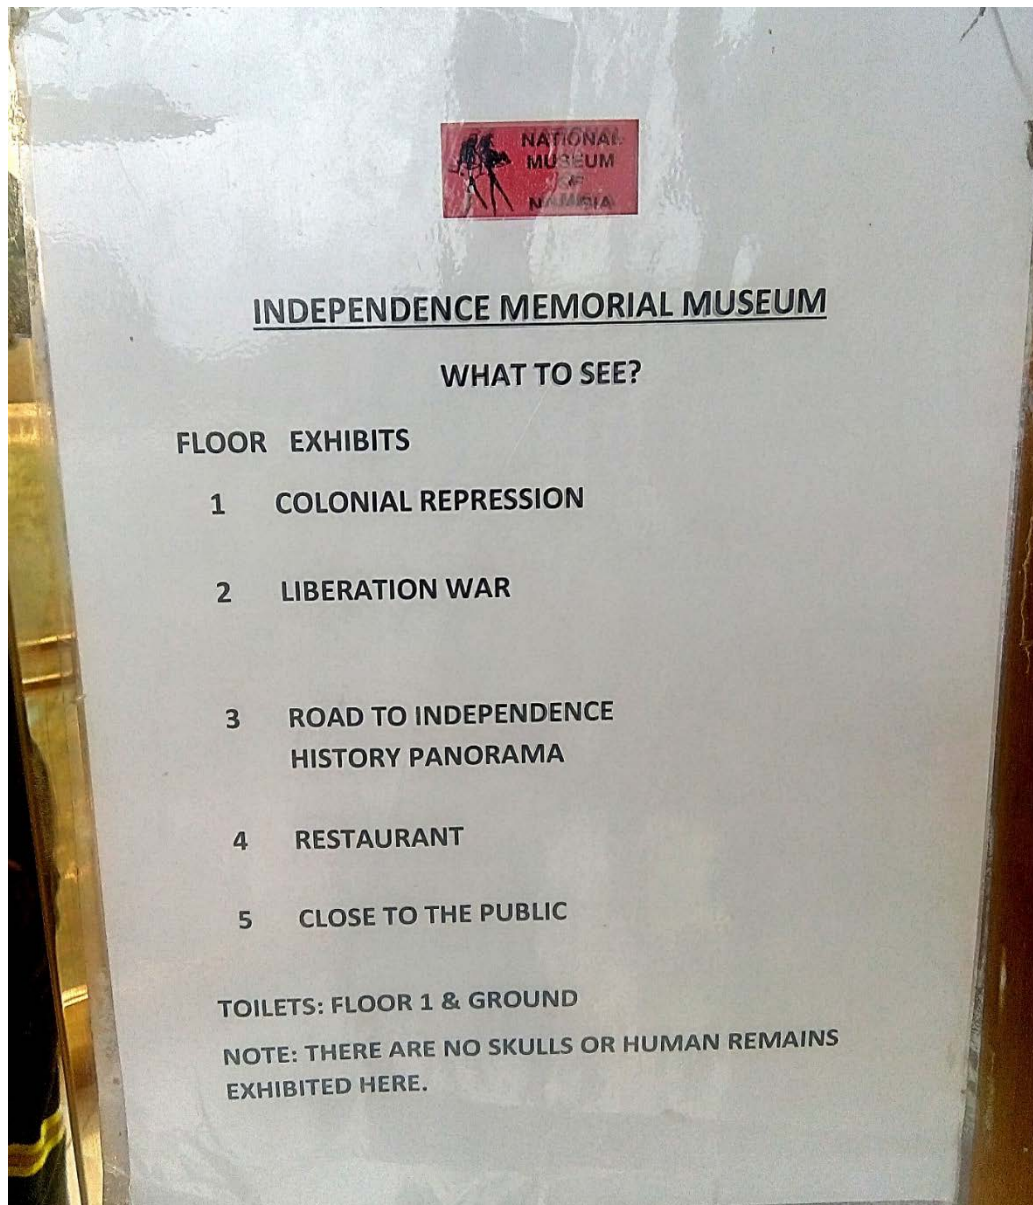 NATIONAL
MUSEUM
OF
NAMIBIA
INDEPENDENCE MEMORIAL MUSEUM
WHAT TO SEE?
FLOOR EXHIBITS
1 COLONIAL REPRESSION
2 LIBERATION WAR
3 ROAD TO INDEPENDENCE
HISTORY PANORAMA
4 RESTAURANT
5 CLOSE TO THE PUBLIC
TOILETS: FLOOR 1 & GROUND
NOTE: THERE ARE NO SKULLS OR HUMAN REMAINS
EXHIBITED HERE.